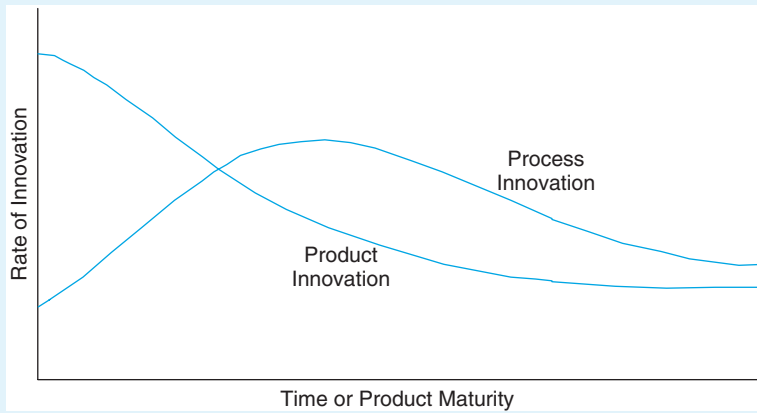 Rate of Innovation
Process
Innovation
Product
Innovation
Time or Product Maturity